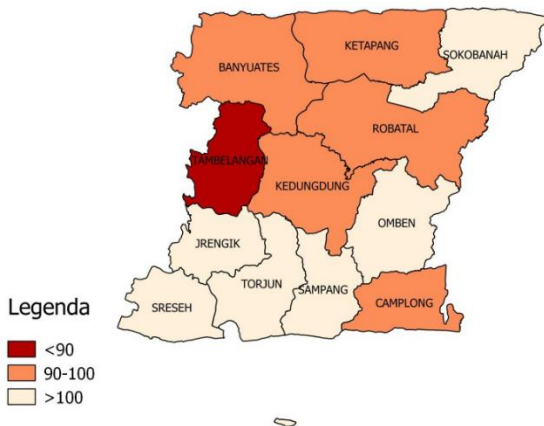 KETAPANG
SOKOBANAH
BANYUATES
ROBATAL
TAMBELANGAN
KEDUNGDUNG
OMBEN
JRENGIK
TORJUN
SAMPANG
SRESEH
CAMPLONG
Legenda
<90
90-100
>100